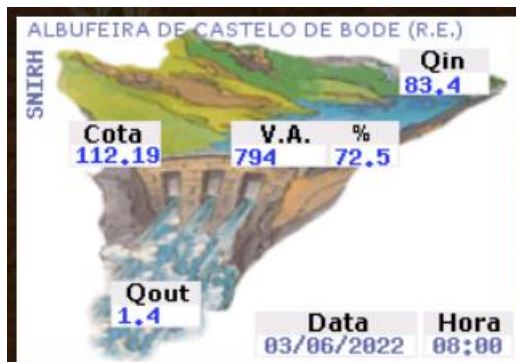 ALBUFEIRA DE CASTELO DE BODE (R.E.)
SNIRH
Qin
83.4
Cota
112.19
V.A. %
794 72.5
Qout
1.4
Data Hora
03/06/2022 08:00